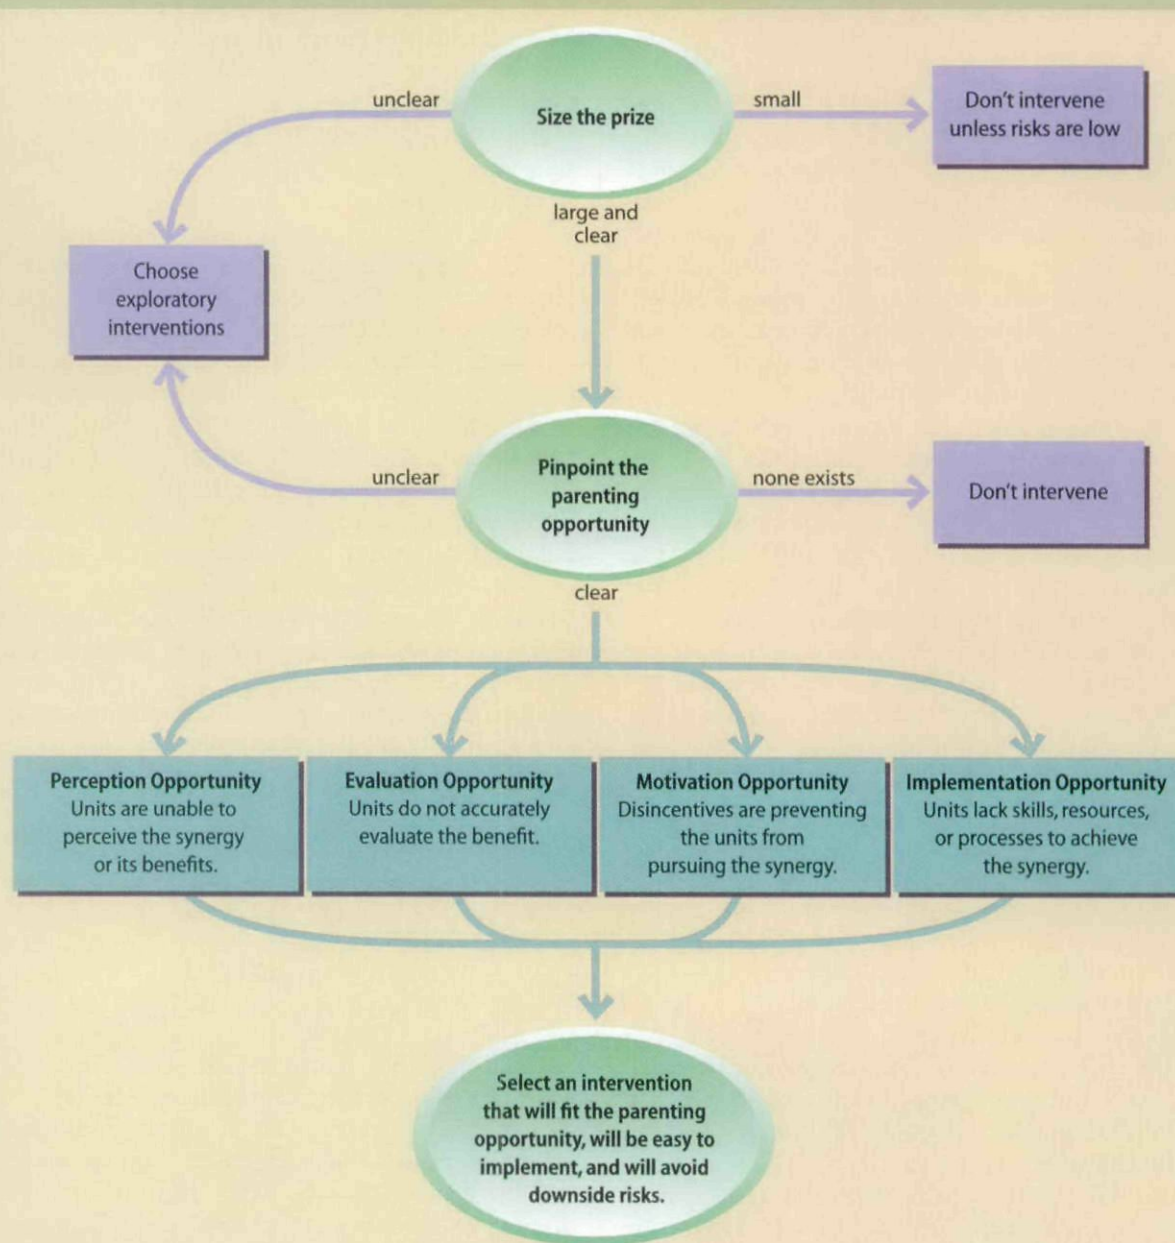 Size the prize
unclear
small
Don't intervene
unless risks are low
large and
clear
Choose
exploratory
interventions
Pinpoint the
parenting
opportunity
unclear
none exists
Don't intervene
clear
Perception Opportunity
Units are unable to
perceive the synergy
or its benefits.
Evaluation Opportunity
Units do not accurately
evaluate the benefit.
Motivation Opportunity
Disincentives are preventing
the units from
pursuing the synergy.
Implementation Opportunity
Units lack skills, resources,
or processes to achieve
the synergy.
Select an intervention
that will fit the parenting
opportunity, will be easy to
implement, and will avoid
downside risks.